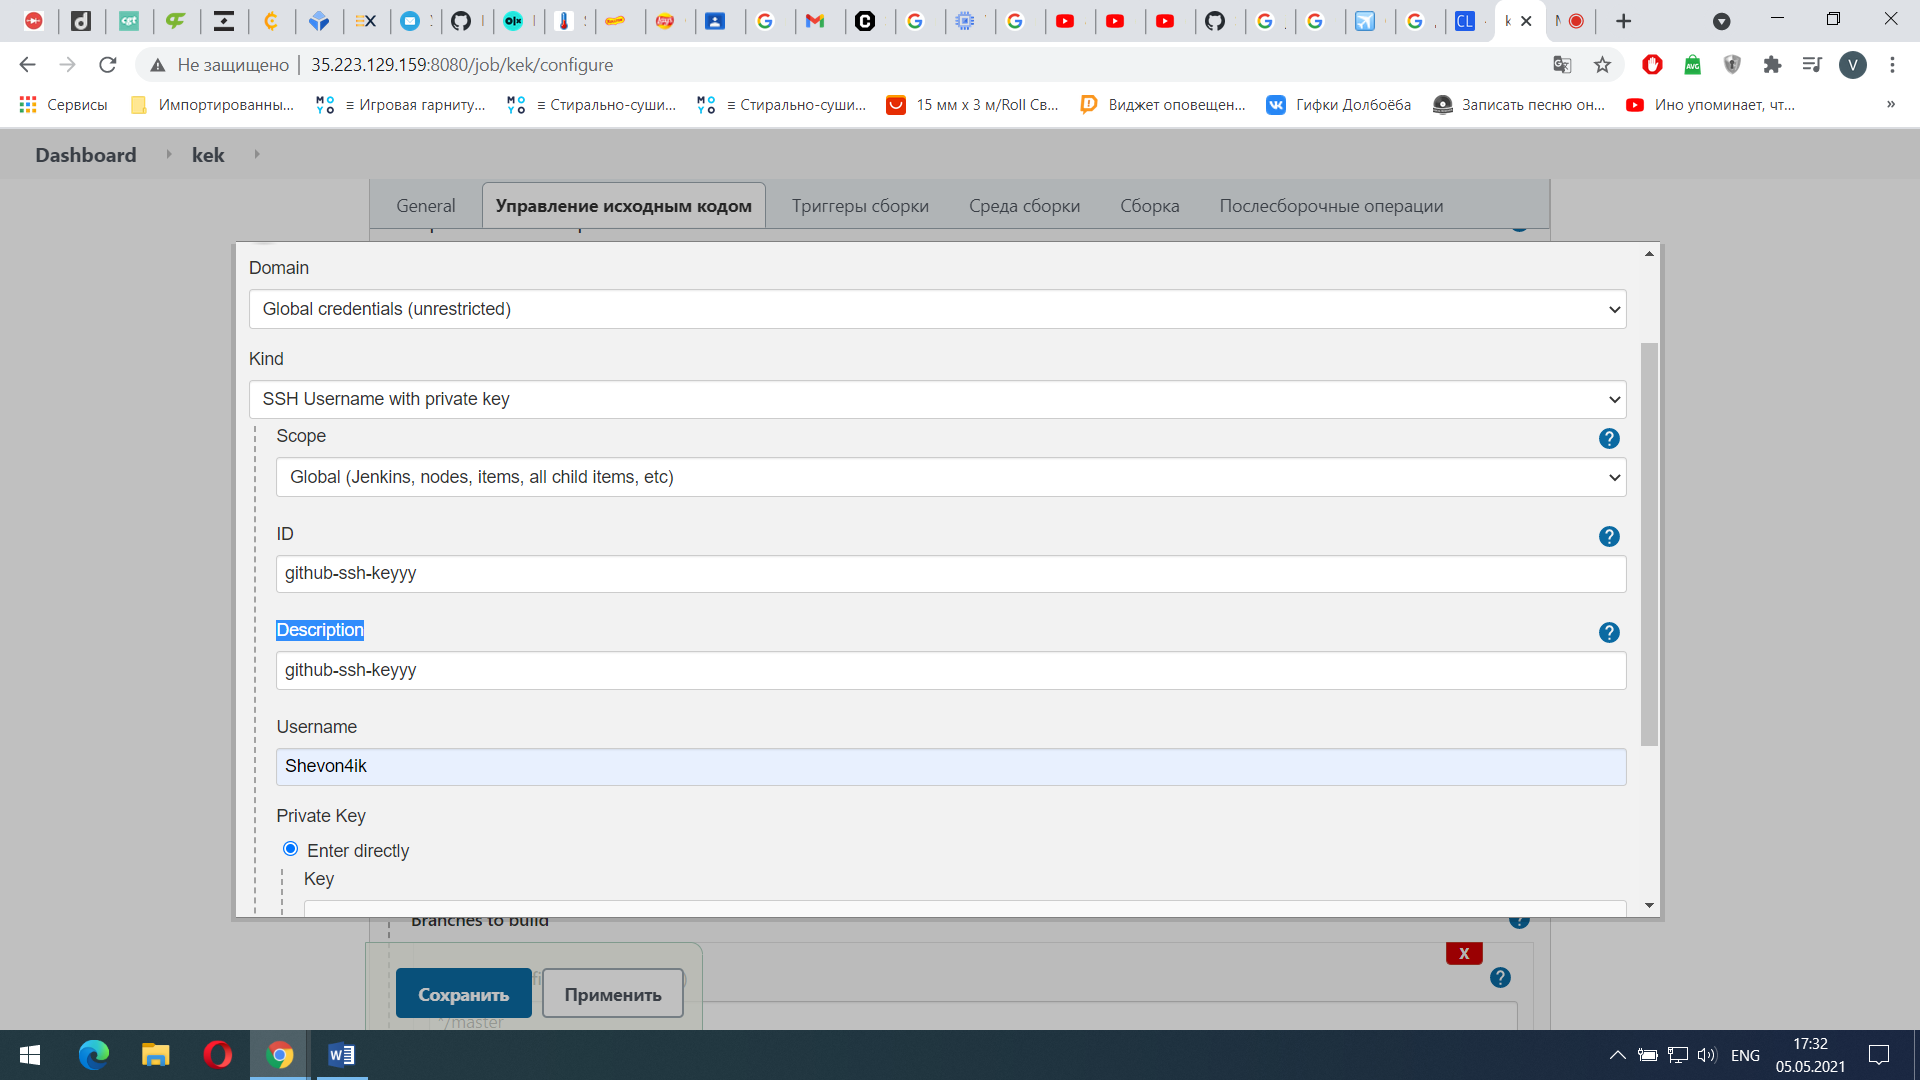 Не защищено | 35.223.129.159:8080/job/kek/configure
V
Сервисы
Импортированны...
≡ Игровая гарниту...
≡ Стирально-суши...
≡ Стирально-суши...
15 мм x 3 м/Roll Св...
Виджет оповещен...
Гифки Долбоёба
Записать песню он...
Ино упоминает, чт...
»
Dashboard
kek
General
Управление исходным кодом
Триггеры сборки
Среда сборки
Сборка
Послесборочные операции
Domain
Global credentials (unrestricted)
Kind
SSH Username with private key
Scope
Global (Jenkins, nodes, items, all child items, etc)
ID
github-ssh-keyyy
Description
github-ssh-keyyy
Username
Shevon4ik
Private Key
Enter directly
Key
Branches to build
X
Сохранить
Применить
*/master
ENG
17:32
05.05.2021